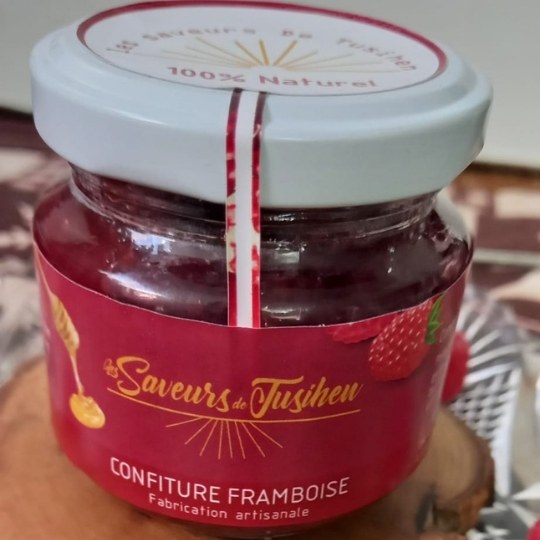 Les Saveurs De Tusihen
100% Naturel
Les Saveurs de Tusihen
CONFITURE FRAMBOISE
Fabrication artisanale